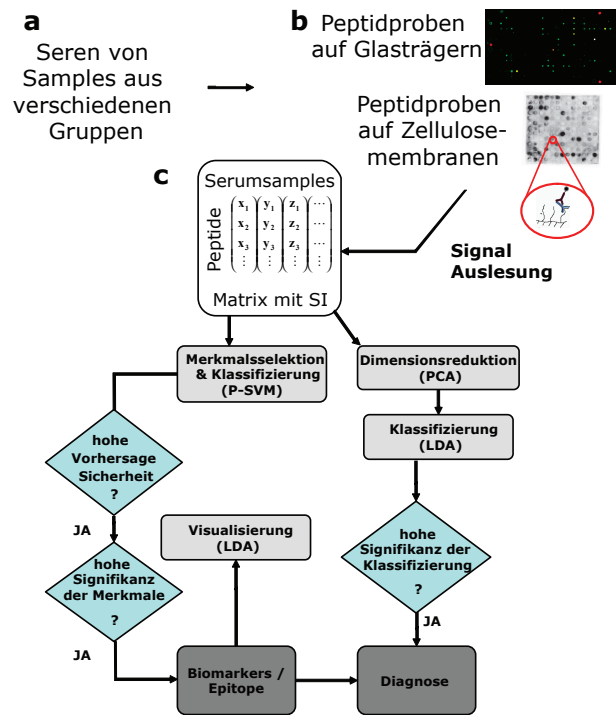 a
Seren von
Samples aus
verschiedenen
Gruppen
b
Peptidproben
auf Glasträgern
Peptidproben
auf Zellulose-
membranen
Signal
Auslesung
c
Serumsamples
Peptide
x1 y1 z1 ...
x2 y2 z2 ...
x3 y3 z3 ...
⋮ ⋮ ⋮ ⋮
Matrix mit SI
Merkmalsselektion
& Klassifizierung
(P-SVM)
Dimensionsreduktion
(PCA)
Klassifizierung
(LDA)
hohe
Vorhersage
Sicherheit
?
JA
hohe
Signifikanz
der Merkmale
?
JA
Visualisierung
(LDA)
hohe
Signifikanz der
Klassifizierung
?
JA
Biomarkers /
Epitope
Diagnose